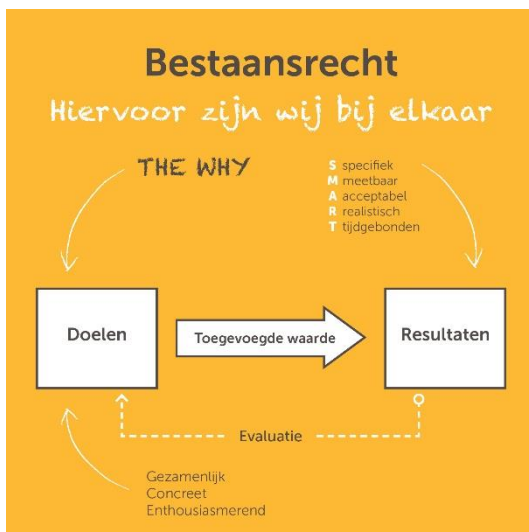 Bestaansrecht
Hiervoor zijn wij bij elkaar
THE WHY
S specifiek
M meetbaar
A acceptabel
R realistisch
T tijdgebonden
Doelen
Toegevoegde waarde
Resultaten
Evaluatie
Gezamenlijk
Concreet
Enthousiasmerend